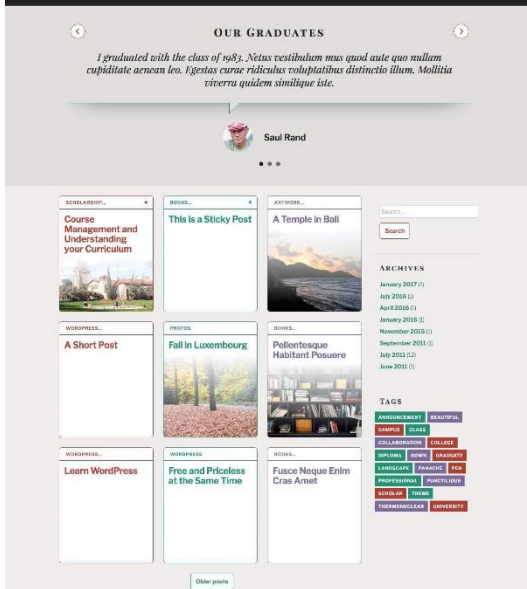 Our Graduates
I graduated with the class of 1983. Netus vestibulum mus quod aute quo nullam
cupiditate aenean leo. Egestas curae ridiculus voluptatibus distinctio illum. Mollitia
viverra quidem similique iste.
Saul Rand
SCHOLARSHIP...
Course
Management and
Understanding
your Curriculum
BOOKS...
This is a Sticky Post
ARTWORK...
A Temple in Bali
WORDPRESS...
A Short Post
PHOTOS
Fall in Luxembourg
BOOKS...
Pellentesque
Habitant Posuere
WORDPRESS...
Learn WordPress
WORDPRESS
Free and Priceless
at the Same Time
BOOKS...
Fusce Neque Enim
Cras Amet
Older posts
Search...
Search
Archives
January 2017
July 2016
April 2016
January 2016
November 2015
September 2011
July 2011 (12)
June 2011
Tags
ANNOUNCEMENT BEAUTIFUL
CAMPUS CLASS
COLLABORATION COLLEGE
DIPLOMA GOWN GRADUATE
LANDSCAPE PANACHE PEN
PROFESSIONAL PUNCTILIOUS
SCHOLAR THEME
THERMONUCLEAR UNIVERSITY